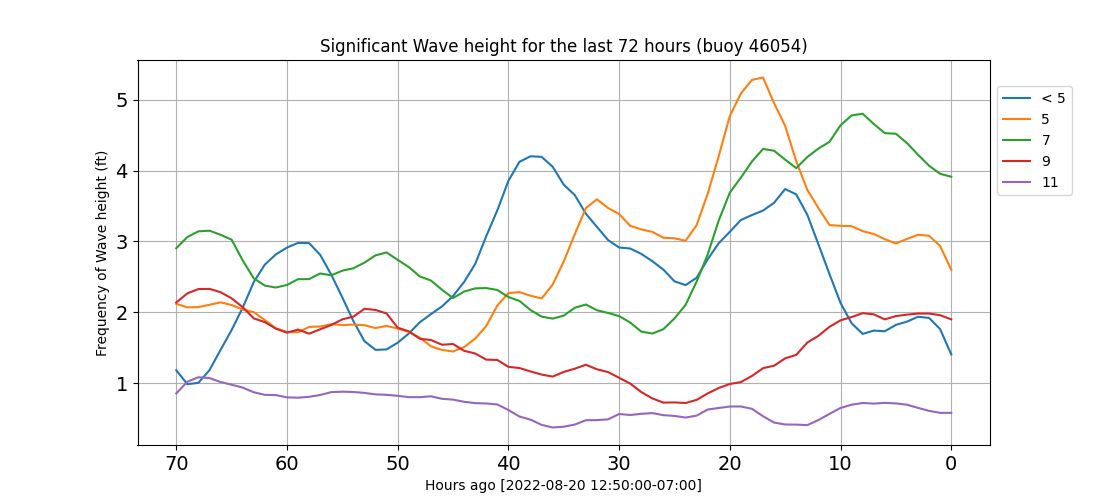 Significant Wave height for the last 72 hours (buoy 46054)
Frequency of Wave height (ft)
5
4
3
2
1
70 60 50 40 30 20 10 0
Hours ago [2022-08-20 12:50:00-07:00]
< 5
5
7
9
11